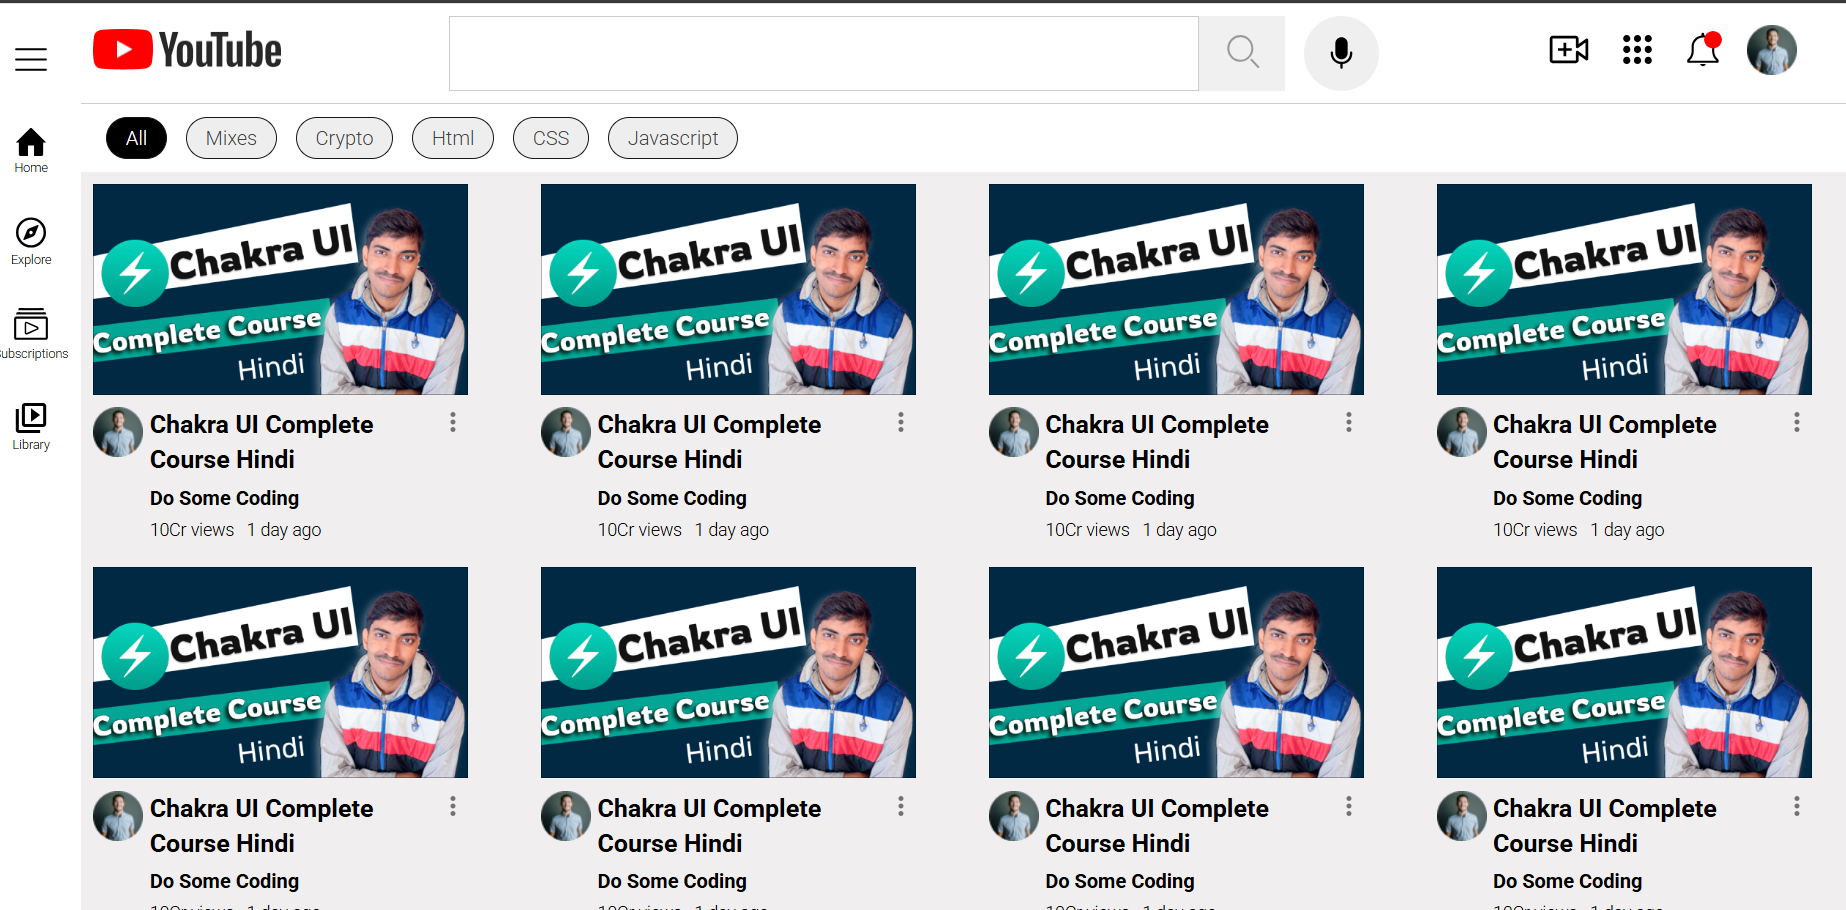 YouTube
All
Mixes
Crypto
Html
CSS
Javascript
Home
Explore
ubscriptions
Library
Chakra UI
Complete Course
Hindi
Chakra UI
Complete Course
Hindi
Chakra UI
Complete Course
Hindi
Chakra UI
Complete Course
Hindi
Chakra UI Complete
Course Hindi
Do Some Coding
10Cr views 1 day ago
Chakra UI Complete
Course Hindi
Do Some Coding
10Cr views 1 day ago
Chakra UI Complete
Course Hindi
Do Some Coding
10Cr views 1 day ago
Chakra UI Complete
Course Hindi
Do Some Coding
10Cr views 1 day ago
Chakra UI
Complete Course
Hindi
Chakra UI
Complete Course
Hindi
Chakra UI
Complete Course
Hindi
Chakra UI
Complete Course
Hindi
Chakra UI Complete
Course Hindi
Do Some Coding
Chakra UI Complete
Course Hindi
Do Some Coding
Chakra UI Complete
Course Hindi
Do Some Coding
Chakra UI Complete
Course Hindi
Do Some Coding